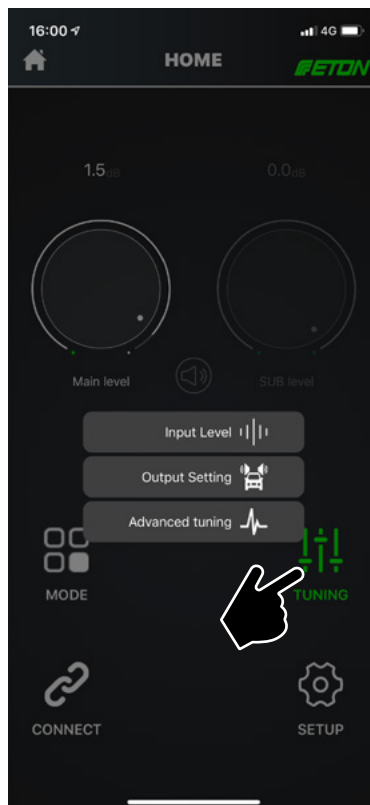 16:00 4G
HOME
ETON
1.5dB 0.0dB
Main level SUB level
Input Level
Output Setting
Advanced tuning
MODE TUNING
CONNECT SETUP